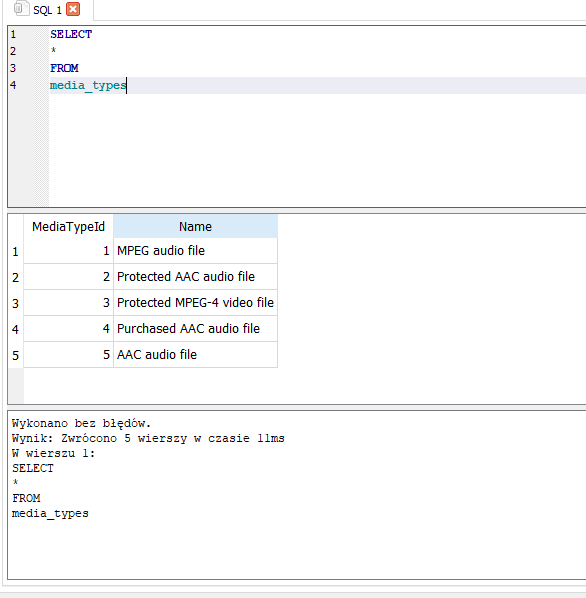 SQL 1
1 SELECT
2 *
3 FROM
4 media_types
MediaTypeId Name
1 1 MPEG audio file
2 2 Protected AAC audio file
3 3 Protected MPEG-4 video file
4 4 Purchased AAC audio file
5 5 AAC audio file
Wykonano bez błędów.
Wynik: Zwrócono 5 wierszy w czasie 11ms
W wierszu 1:
SELECT
*
FROM
media_types